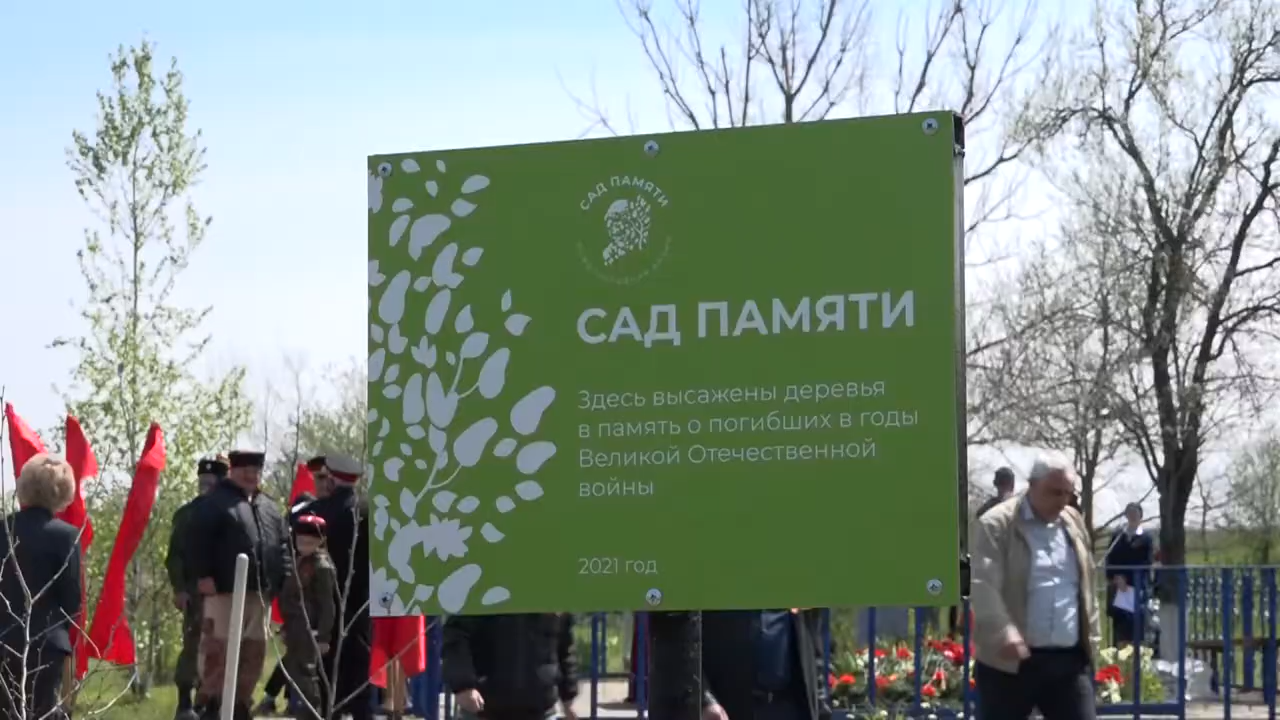 САД ПАМЯТИ
САД ПАМЯТИ
Здесь высажены деревья
в память о погибших в годы
Великой Отечественной
войны
2021 год